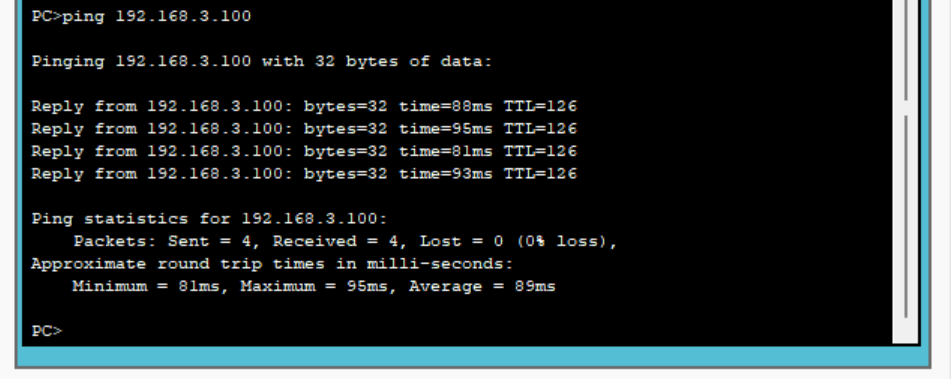 PC>ping 192.168.3.100
Pinging 192.168.3.100 with 32 bytes of data:
Reply from 192.168.3.100: bytes=32 time=88ms TTL=126
Reply from 192.168.3.100: bytes=32 time=95ms TTL=126
Reply from 192.168.3.100: bytes=32 time=81ms TTL=126
Reply from 192.168.3.100: bytes=32 time=93ms TTL=126
Ping statistics for 192.168.3.100:
    Packets: Sent = 4, Received = 4, Lost = 0 (0% loss),
Approximate round trip times in milli-seconds:
    Minimum = 81ms, Maximum = 95ms, Average = 89ms
PC>